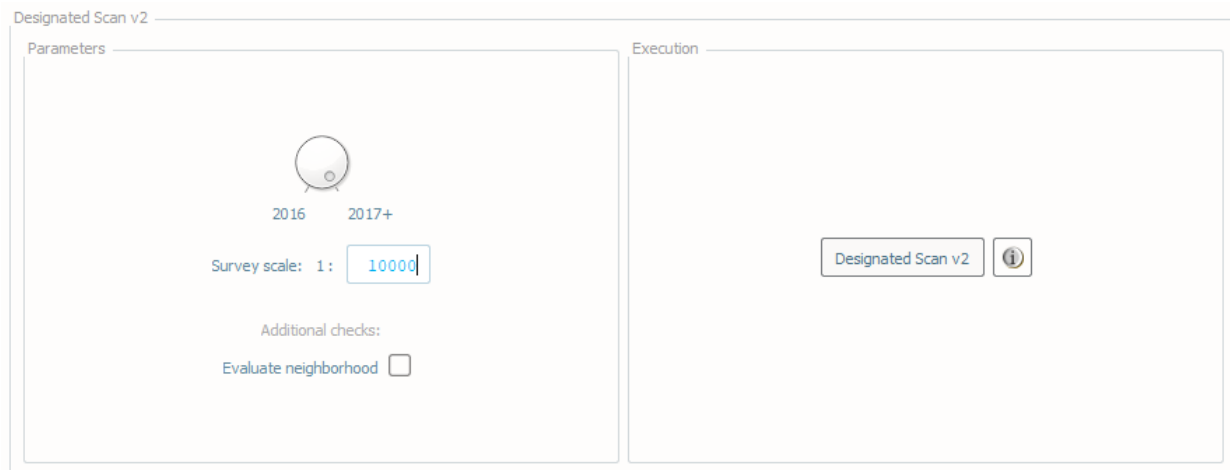 Designated Scan v2
Parameters
2016 2017+
Survey scale: 1: 10000
Additional checks:
Evaluate neighborhood
Execution
Designated Scan v2